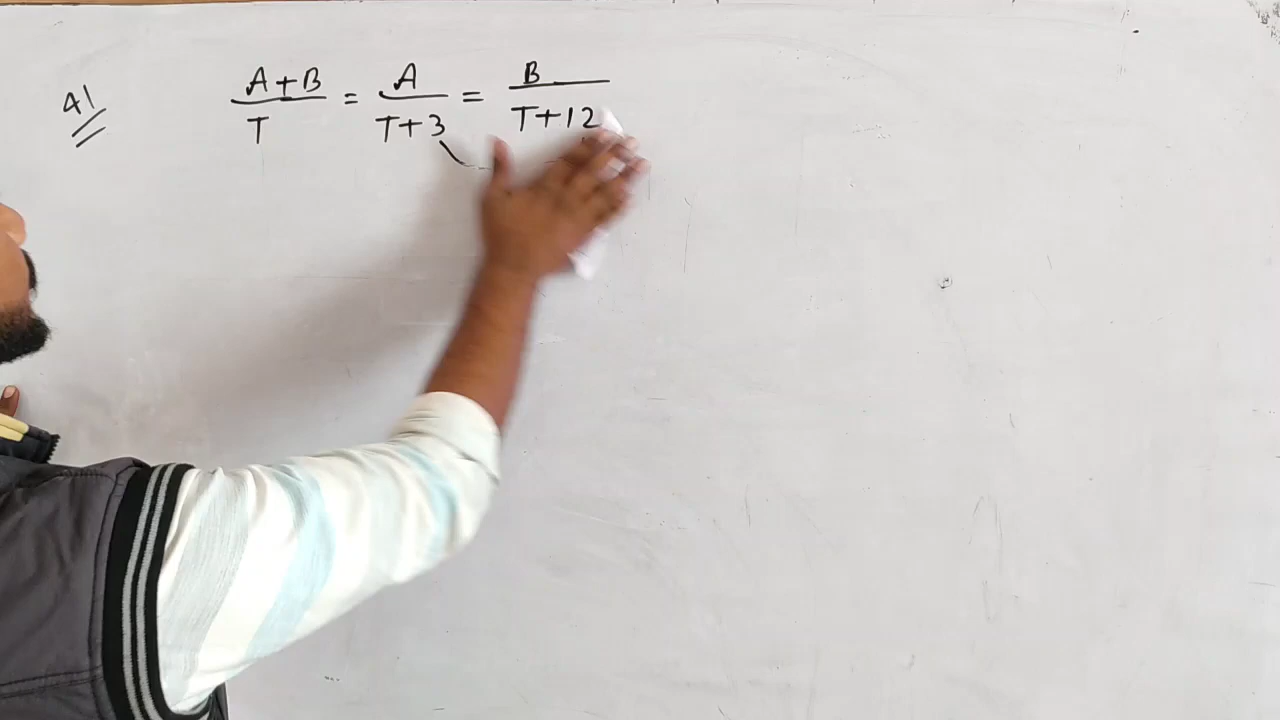 41
A+B/T = A/T+3 = B/T+12